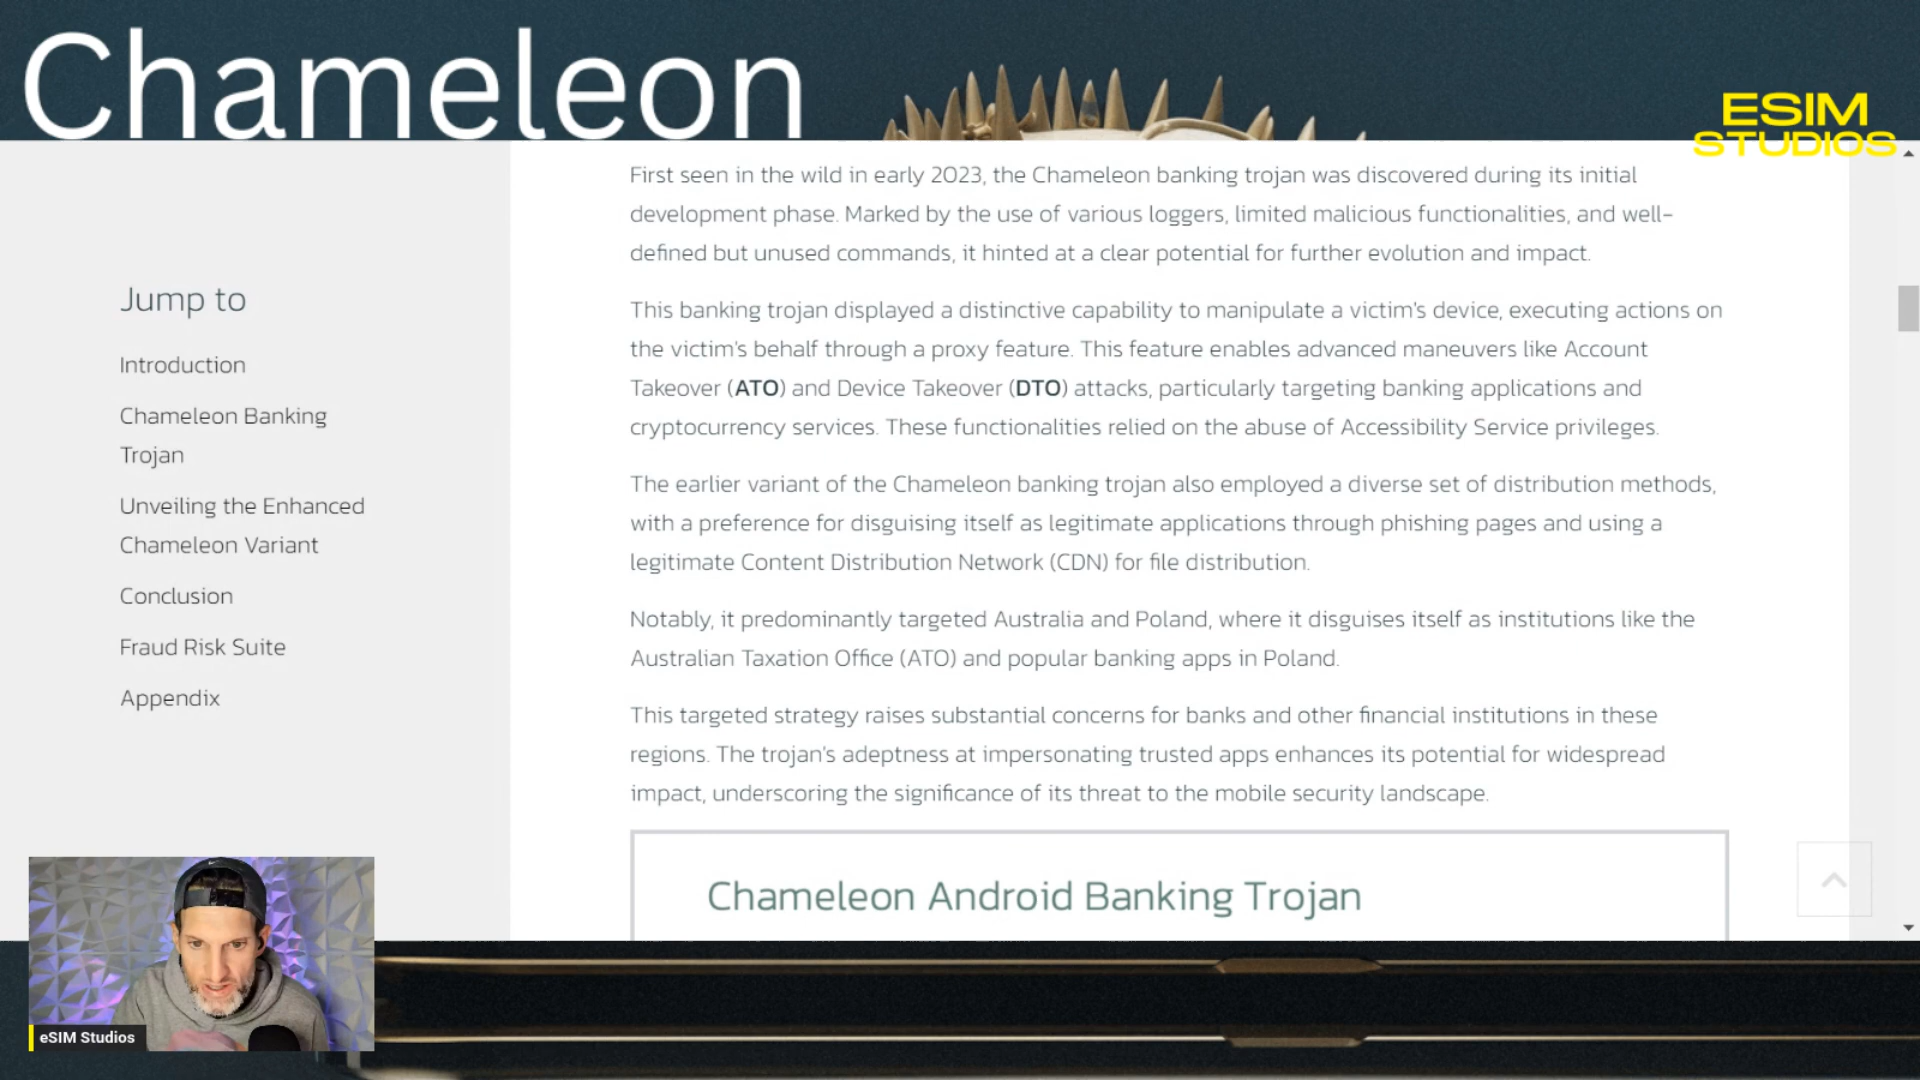 Chameleon
ESIM
STUDIOS
First seen in the wild in early 2023, the Chameleon banking trojan was discovered during its initial
development phase. Marked by the use of various loggers, limited malicious functionalities, and well-
defined but unused commands, it hinted at a clear potential for further evolution and impact.
Jump to
Introduction
Chameleon Banking
Trojan
Unveiling the Enhanced
Chameleon Variant
Conclusion
Fraud Risk Suite
Appendix
This banking trojan displayed a distinctive capability to manipulate a victim's device, executing actions on
the victim's behalf through a proxy feature. This feature enables advanced maneuvers like Account
Takeover (ATO) and Device Takeover (DTO) attacks, particularly targeting banking applications and
cryptocurrency services. These functionalities relied on the abuse of Accessibility Service privileges.
The earlier variant of the Chameleon banking trojan also employed a diverse set of distribution methods,
with a preference for disguising itself as legitimate applications through phishing pages and using a
legitimate Content Distribution Network (CDN) for file distribution.
Notably, it predominantly targeted Australia and Poland, where it disguises itself as institutions like the
Australian Taxation Office (ATO) and popular banking apps in Poland.
This targeted strategy raises substantial concerns for banks and other financial institutions in these
regions. The trojan's adeptness at impersonating trusted apps enhances its potential for widespread
impact, underscoring the significance of its threat to the mobile security landscape.
Chameleon Android Banking Trojan
eSIM Studios